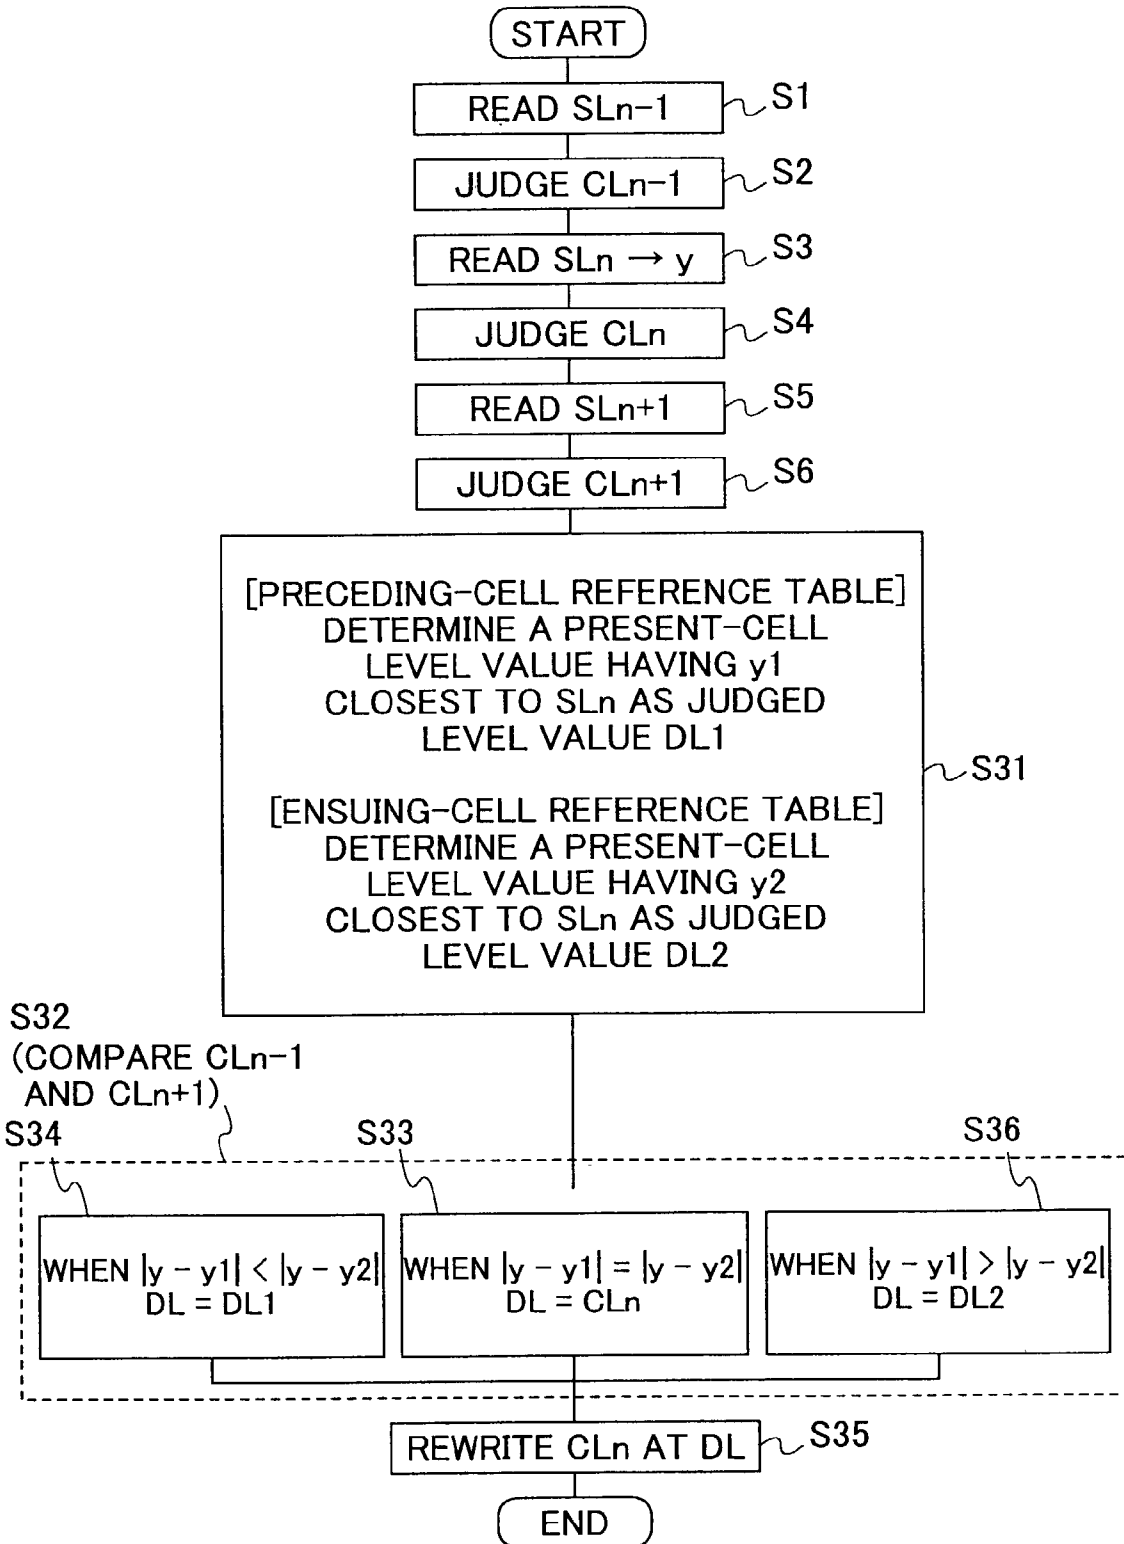 START
READ SLn-1
S1
JUDGE CLn-1
S2
READ SLn → y
S3
JUDGE CLn
S4
READ SLn+1
S5
JUDGE CLn+1
S6
[PRECEDING-CELL REFERENCE TABLE]
DETERMINE A PRESENT-CELL
LEVEL VALUE HAVING y1
CLOSEST TO SLn AS JUDGED
LEVEL VALUE DL1
[ENSUING-CELL REFERENCE TABLE]
DETERMINE A PRESENT-CELL
LEVEL VALUE HAVING y2
CLOSEST TO SLn AS JUDGED
LEVEL VALUE DL2
S31
S32
(COMPARE CLn-1
AND CLn+1)
S34
WHEN |y - y1| < |y - y2|
DL = DL1
S33
WHEN |y - y1| = |y - y2|
DL = CLn
S36
WHEN |y - y1| > |y - y2|
DL = DL2
REWRITE CLn AT DL
S35
END